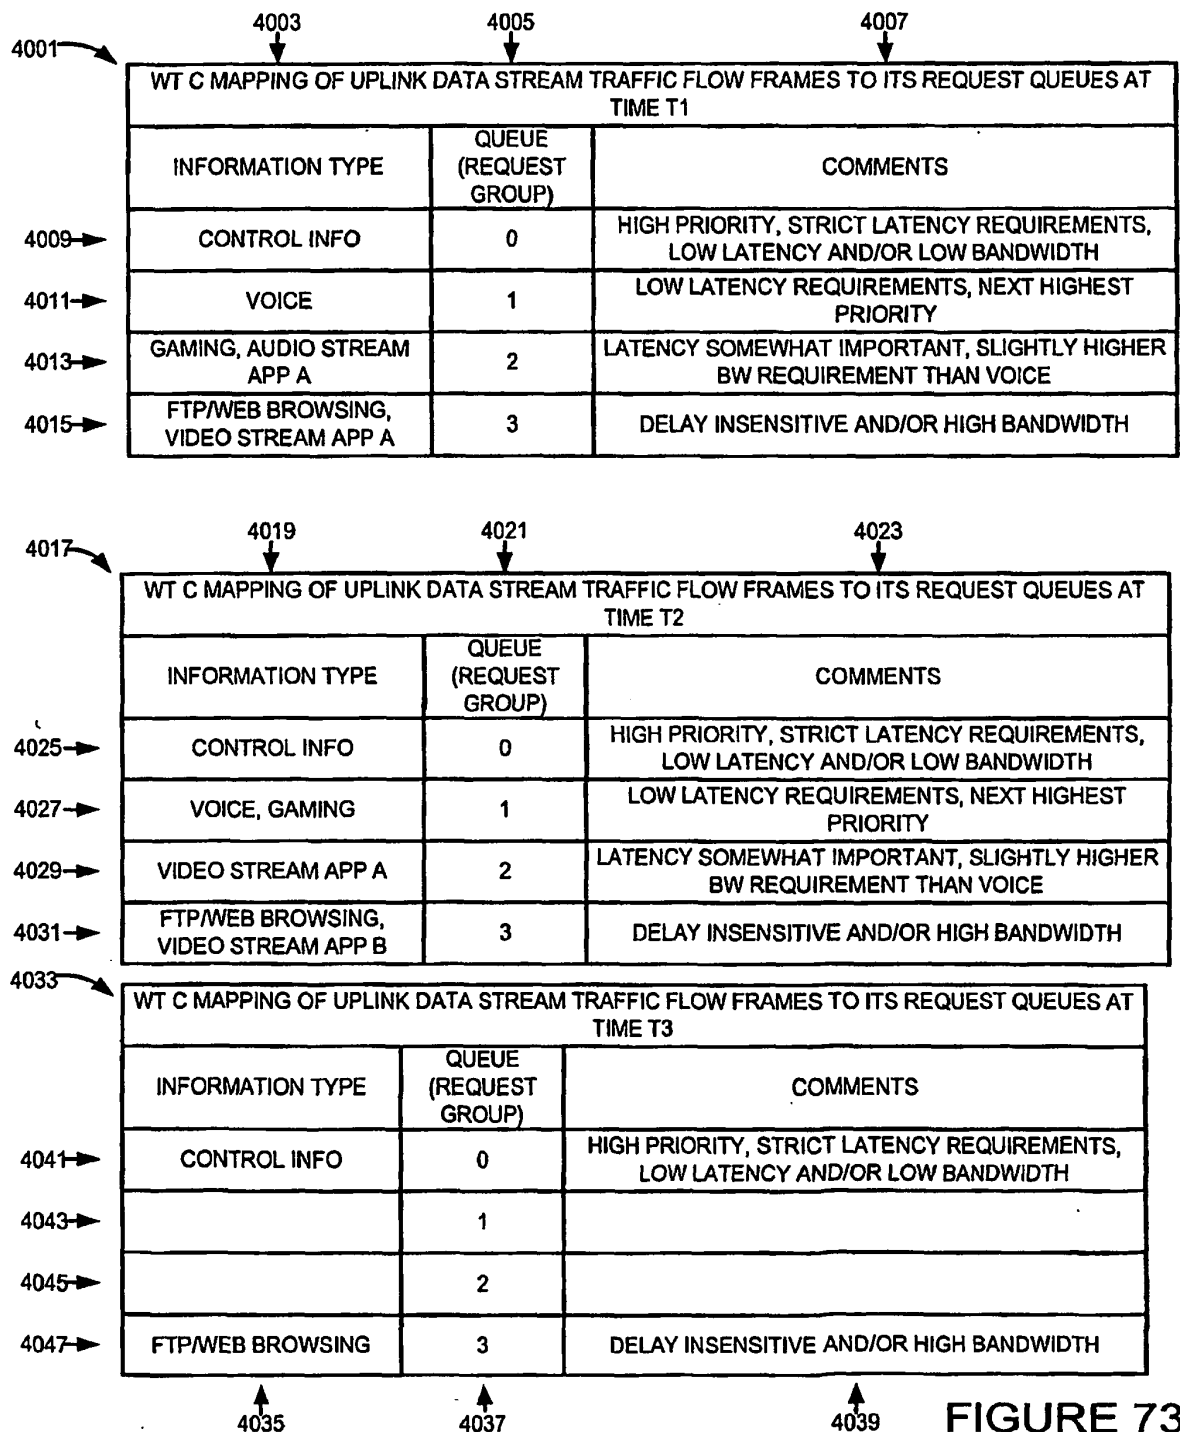 4003 4005 4007
4001
WT C MAPPING OF UPLINK DATA STREAM TRAFFIC FLOW FRAMES TO ITS REQUEST QUEUES AT
TIME T1
INFORMATION TYPE
QUEUE
(REQUEST
GROUP)
COMMENTS
4009
CONTROL INFO
0
HIGH PRIORITY, STRICT LATENCY REQUIREMENTS,
LOW LATENCY AND/OR LOW BANDWIDTH
4011
VOICE
1
LOW LATENCY REQUIREMENTS, NEXT HIGHEST
PRIORITY
4013
GAMING, AUDIO STREAM
APP A
2
LATENCY SOMEWHAT IMPORTANT, SLIGHTLY HIGHER
BW REQUIREMENT THAN VOICE
4015
FTP/WEB BROWSING,
VIDEO STREAM APP A
3
DELAY INSENSITIVE AND/OR HIGH BANDWIDTH
4019 4021 4023
4017
WT C MAPPING OF UPLINK DATA STREAM TRAFFIC FLOW FRAMES TO ITS REQUEST QUEUES AT
TIME T2
INFORMATION TYPE
QUEUE
(REQUEST
GROUP)
COMMENTS
4025
CONTROL INFO
0
HIGH PRIORITY, STRICT LATENCY REQUIREMENTS,
LOW LATENCY AND/OR LOW BANDWIDTH
4027
VOICE, GAMING
1
LOW LATENCY REQUIREMENTS, NEXT HIGHEST
PRIORITY
4029
VIDEO STREAM APP A
2
LATENCY SOMEWHAT IMPORTANT, SLIGHTLY HIGHER
BW REQUIREMENT THAN VOICE
4031
FTP/WEB BROWSING,
VIDEO STREAM APP B
3
DELAY INSENSITIVE AND/OR HIGH BANDWIDTH
4033
WT C MAPPING OF UPLINK DATA STREAM TRAFFIC FLOW FRAMES TO ITS REQUEST QUEUES AT
TIME T3
INFORMATION TYPE
QUEUE
(REQUEST
GROUP)
COMMENTS
4041
CONTROL INFO
0
HIGH PRIORITY, STRICT LATENCY REQUIREMENTS,
LOW LATENCY AND/OR LOW BANDWIDTH
4043
1
4045
2
4047
FTP/WEB BROWSING
3
DELAY INSENSITIVE AND/OR HIGH BANDWIDTH
4035 4037 4039
FIGURE 73